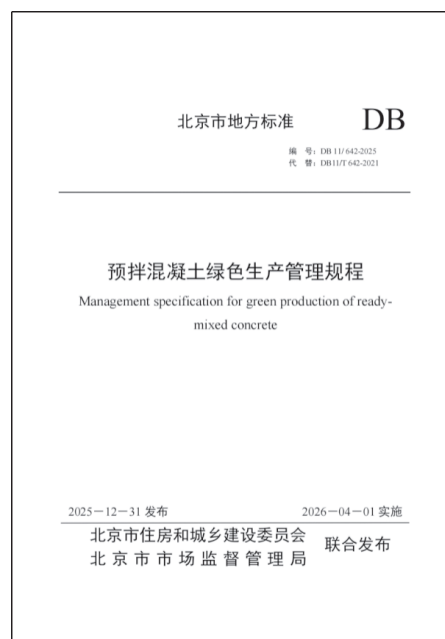 北京市地方标准
DB
编 号：DB 11/ 642-2025
代 替：DB11/T 642-2021
预拌混凝土绿色生产管理规程
Management specification for green production of ready-
mixed concrete
2025－12－31 发布
2026－04－01 实施
北京市住房和城乡建设委员会
北京市市场监督管理局
联合发布